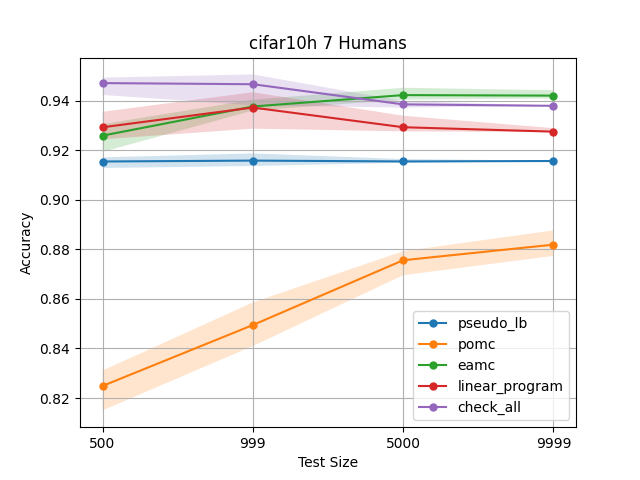 cifar10h 7 Humans
Accuracy
0.94
0.92
0.90
0.88
0.86
0.84
0.82
pseudo_lb
pomc
eamc
linear_program
check_all
500
999
5000
9999
Test Size